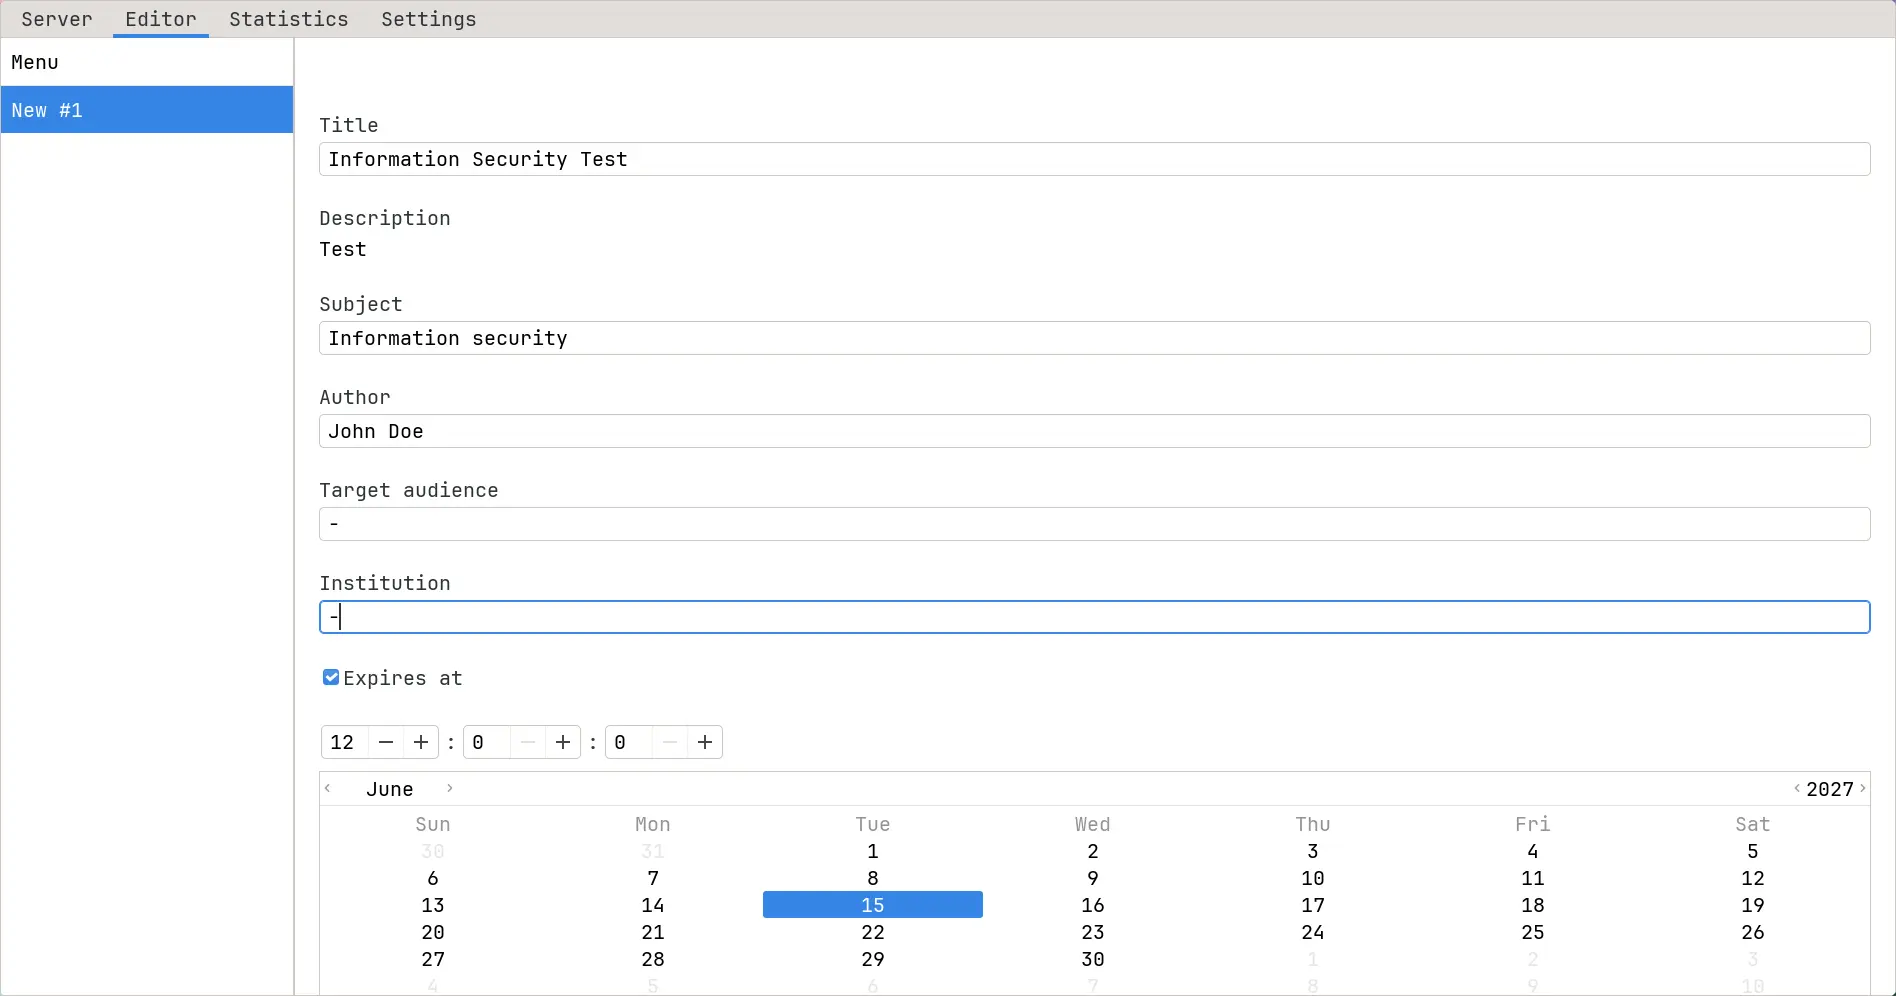 Server Editor Statistics Settings
Menu
New #1
Title
Information Security Test
Description
Test
Subject
Information security
Author
John Doe
Target audience
-
Institution
-
Expires at
12 − + : 0 − + : 0 − +
‹ June › ‹ 2027 ›
Sun Mon Tue Wed Thu Fri Sat
30 31 1 2 3 4 5
6 7 8 9 10 11 12
13 14 15 16 17 18 19
20 21 22 23 24 25 26
27 28 29 30 1 2 3
4 5 6 7 8 9 10